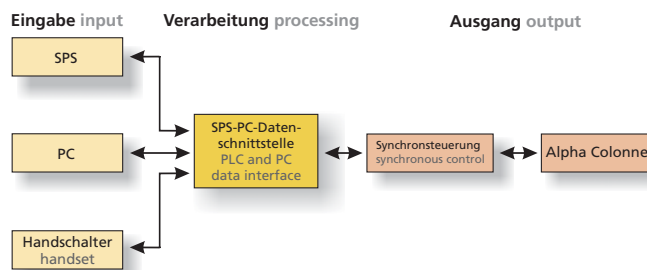 Eingabe input
Verarbeitung processing
Ausgang output
SPS
PC
Handschalter
handset
SPS-PC-Daten-
schnittstelle
PLC and PC
data interface
Synchronsteuerung
synchronous control
Alpha Colonne